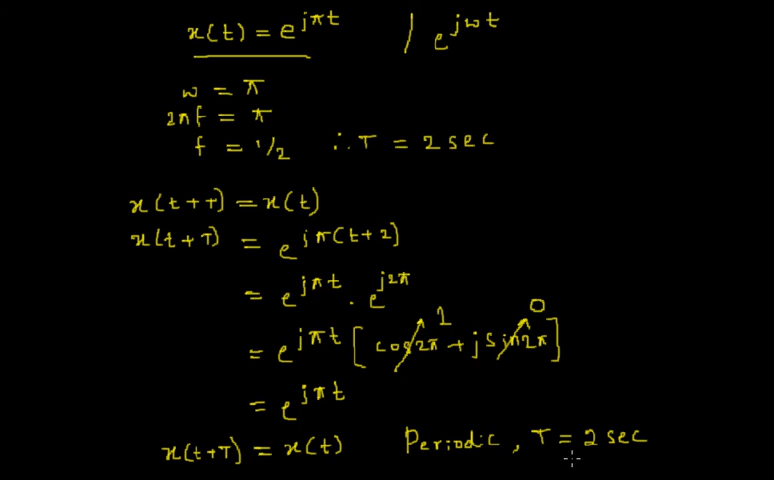 x(t) = e^{jπt} / e^{jωt}
ω = π
2πf = π
f = 1/2 ∴ T = 2 sec
x(t+T) = x(t)
x(t+T) = e^{jπ(t+2)}
= e^{jπt} . e^{j2π}
= e^{jπt} [cos2π 1 + j sin2π 0]
= e^{jπt}
x(t+T) = x(t) Periodic, T = 2 sec